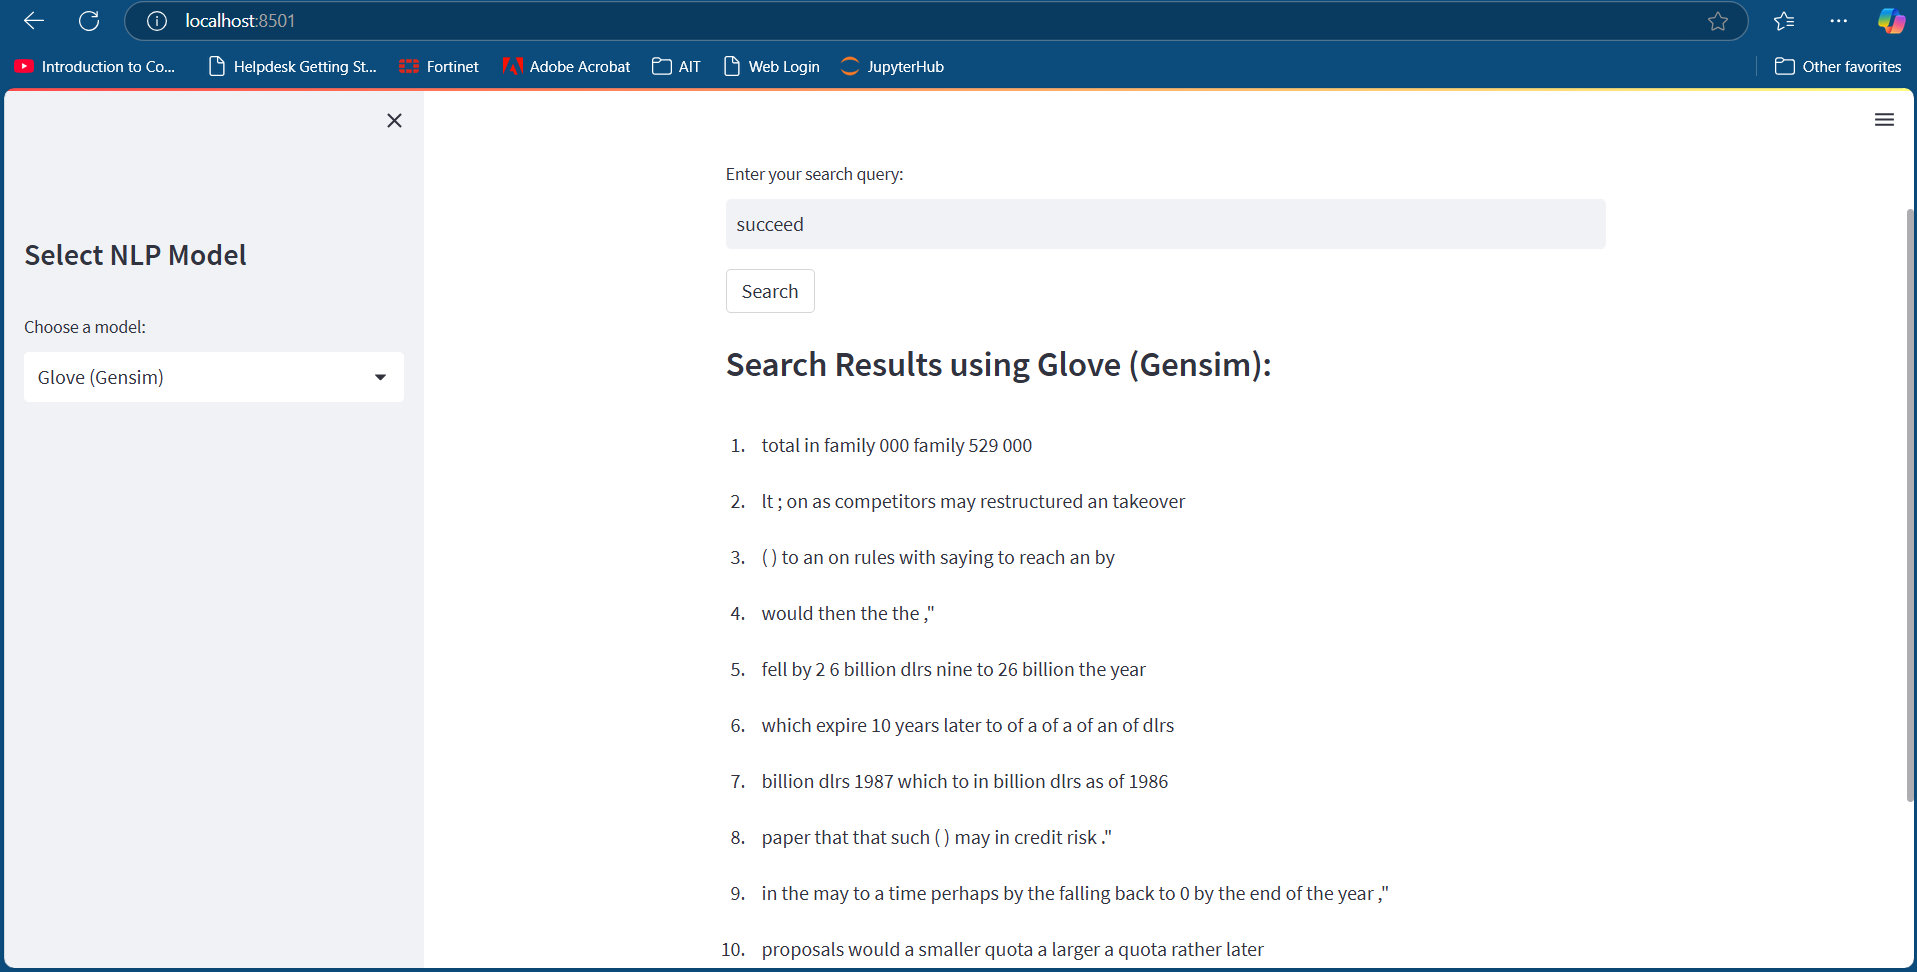 localhost:8501
Introduction to Co... Helpdesk Getting St... Fortinet Adobe Acrobat AIT Web Login JupyterHub Other favorites
Select NLP Model
Choose a model:
Glove (Gensim)
Enter your search query:
succeed
Search
Search Results using Glove (Gensim):
1. total in family 000 family 529 000
2. lt ; on as competitors may restructured an takeover
3. ( ) to an on rules with saying to reach an by
4. would then the the ,"
5. fell by 2 6 billion dlrs nine to 26 billion the year
6. which expire 10 years later to of a of a of an of dlrs
7. billion dlrs 1987 which to in billion dlrs as of 1986
8. paper that that such ( ) may in credit risk ."
9. in the may to a time perhaps by the falling back to 0 by the end of the year ,"
10. proposals would a smaller quota a larger a quota rather later